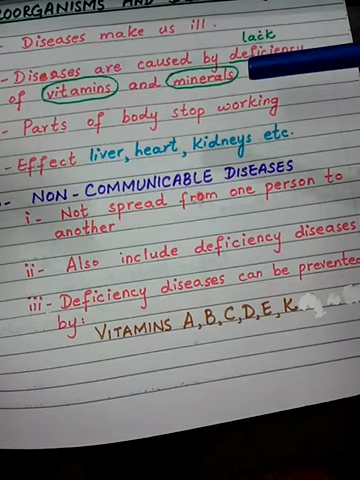 OORGANISMS AND
- Diseases make us ill.
lack
- Diseases are caused by deficiency
of vitamins and minerals
- Parts of body stop working
- Effect liver, heart, kidneys etc.
- NON-COMMUNICABLE DISEASES
i- Not spread from one person to
another
ii- Also include deficiency diseases
iii- Deficiency diseases can be prevented
by: VITAMINS A, B, C, D, E, K